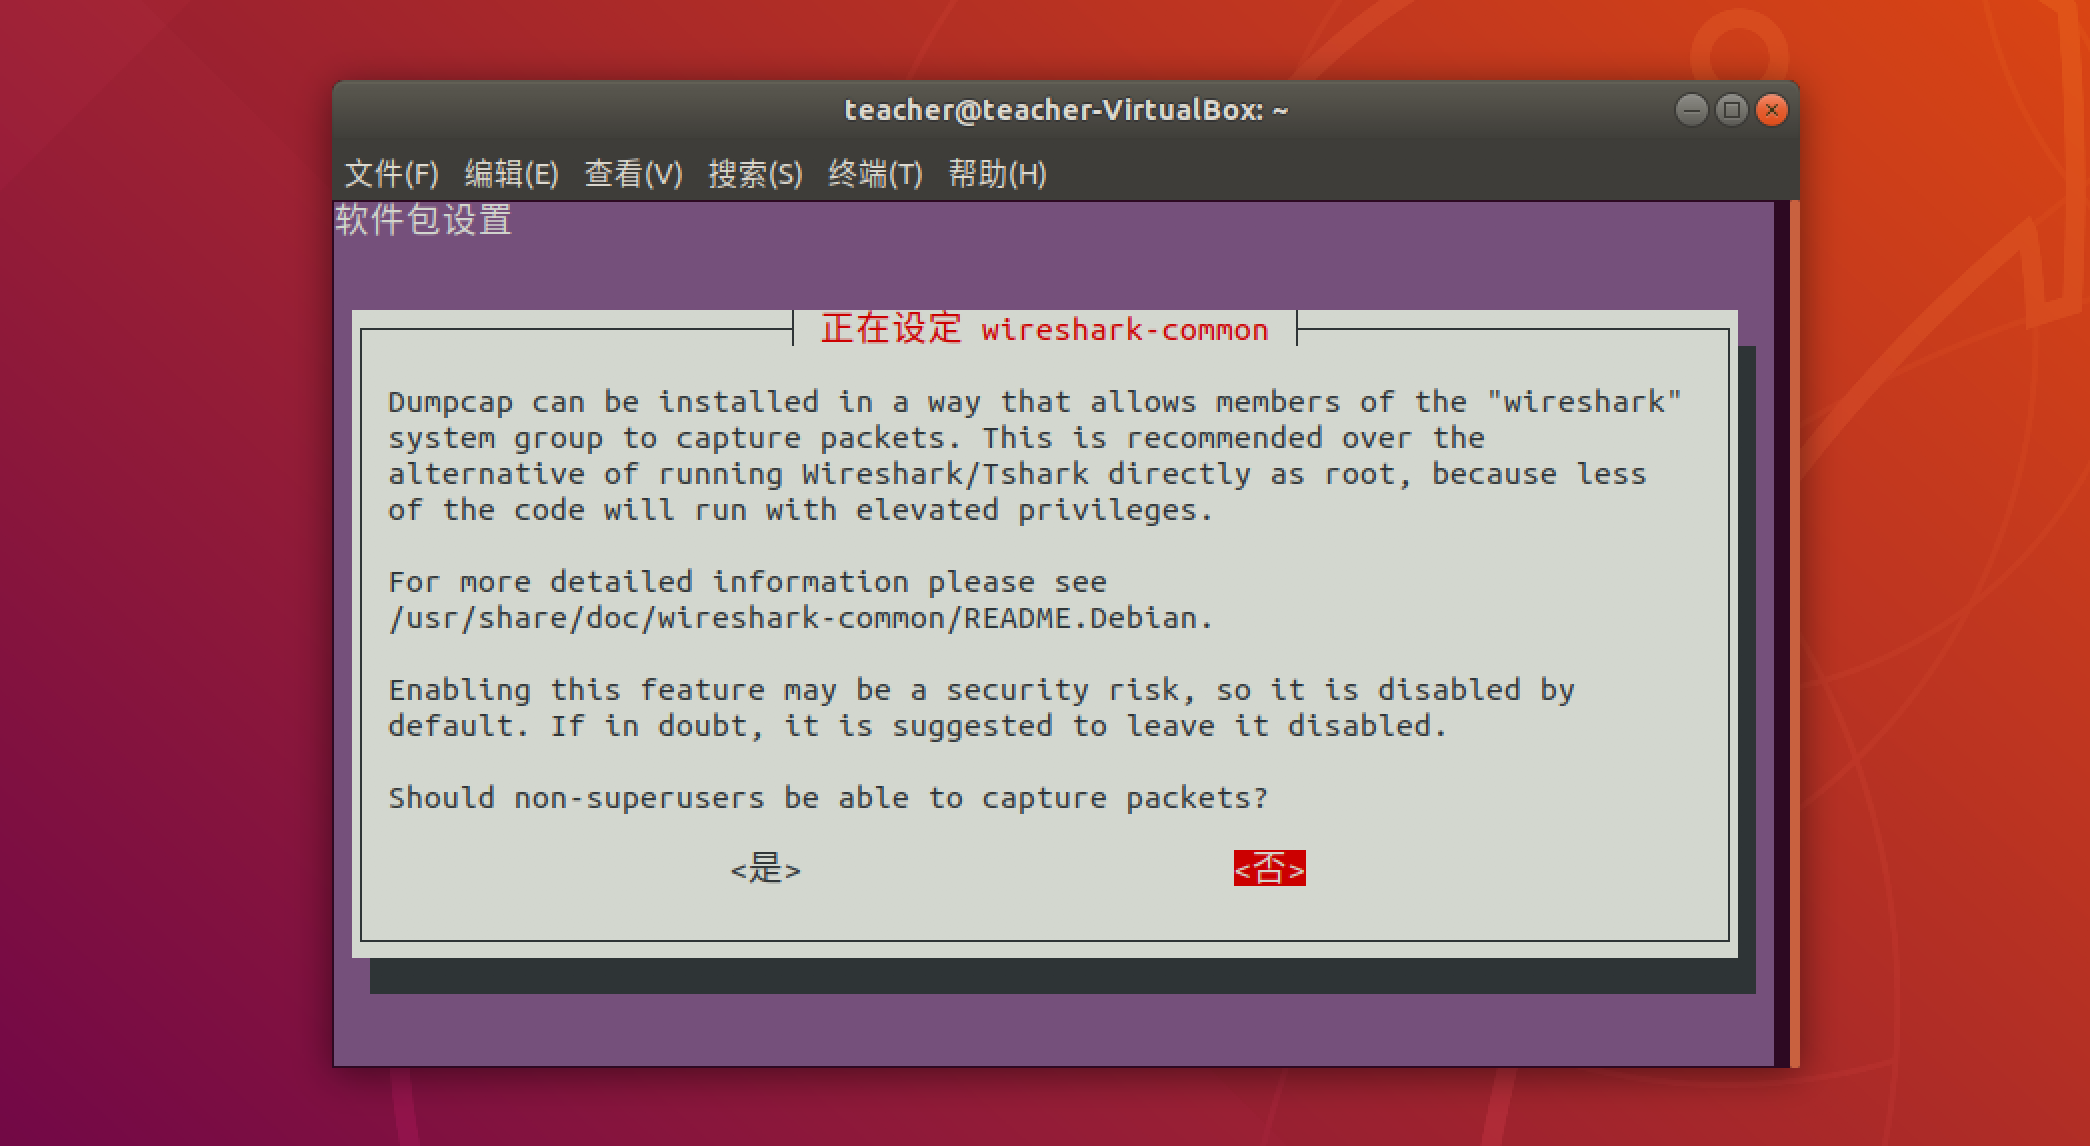 teacher@teacher-VirtualBox: ~
文件(F) 编辑(E) 查看(V) 搜索(S) 终端(T) 帮助(H)
软件包设置
正在设定 wireshark-common
Dumpcap can be installed in a way that allows members of the "wireshark"
system group to capture packets. This is recommended over the
alternative of running Wireshark/Tshark directly as root, because less
of the code will run with elevated privileges.
For more detailed information please see
/usr/share/doc/wireshark-common/README.Debian.
Enabling this feature may be a security risk, so it is disabled by
default. If in doubt, it is suggested to leave it disabled.
Should non-superusers be able to capture packets?
<是> <否>